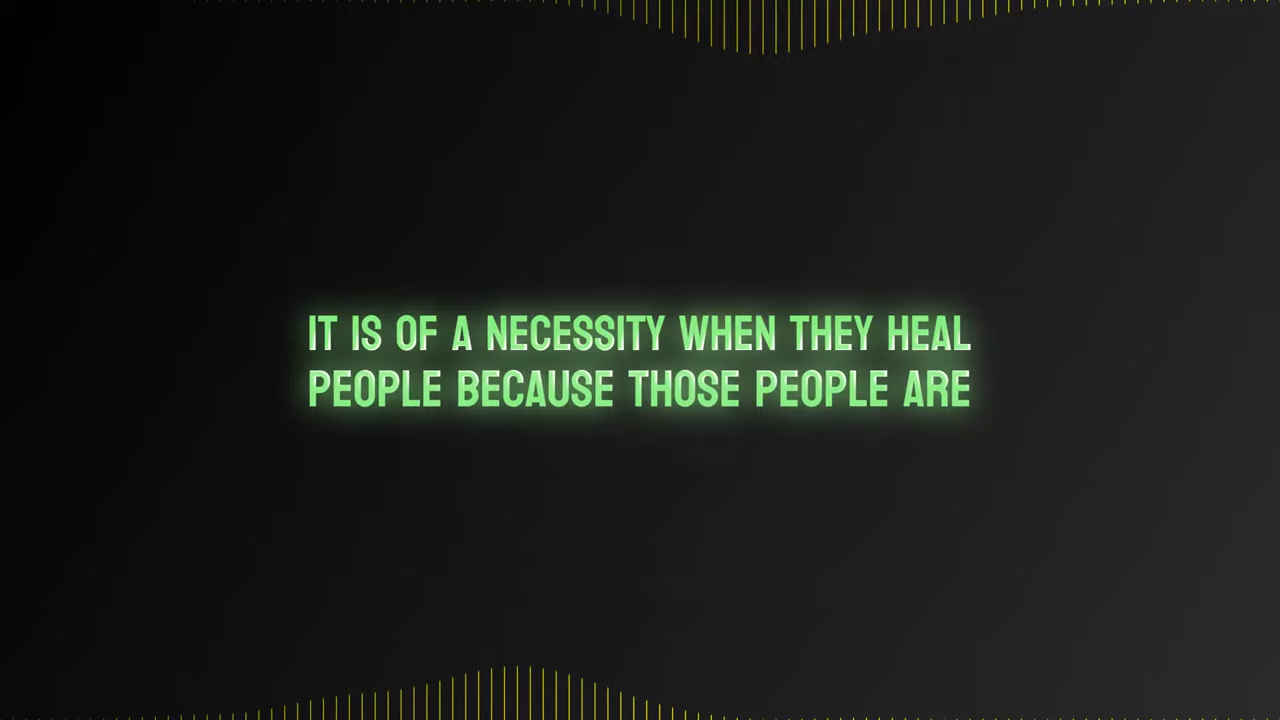 IT IS OF A NECESSITY WHEN THEY HEAL
PEOPLE BECAUSE THOSE PEOPLE ARE